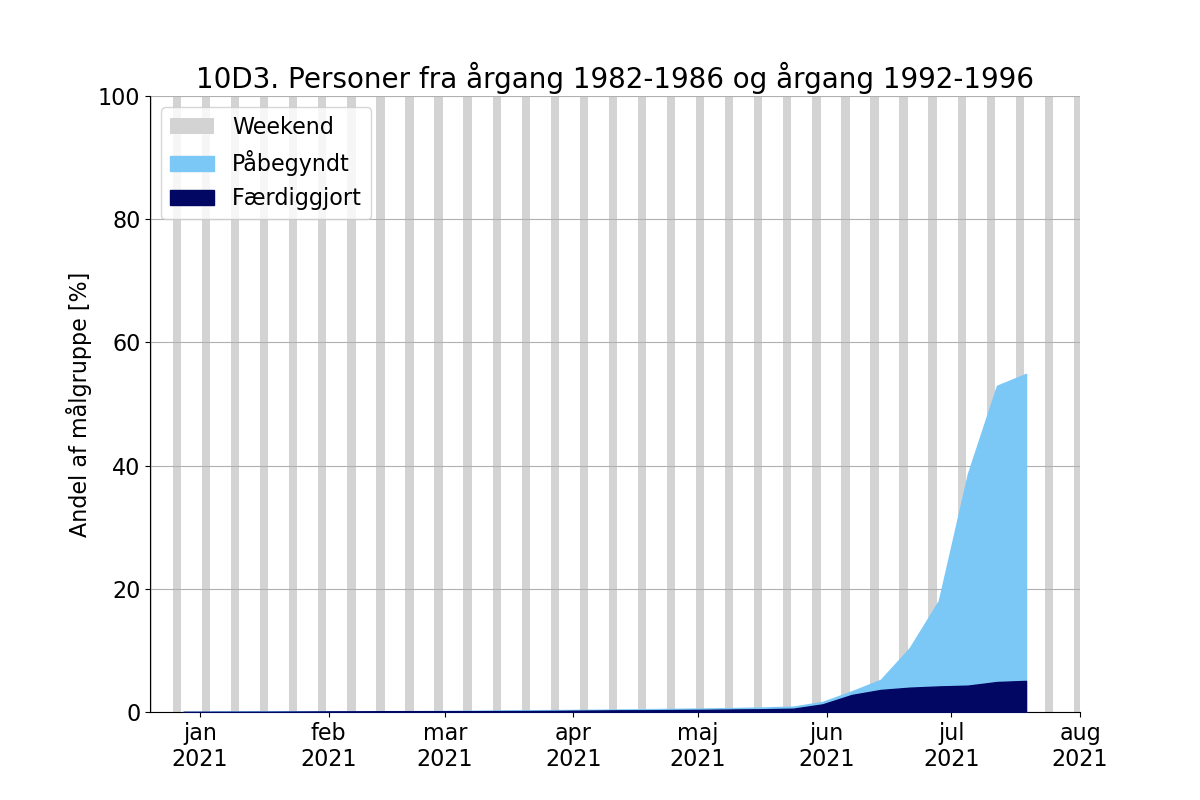 10D3. Personer fra årgang 1982-1986 og årgang 1992-1996
Weekend
Påbegyndt
Færdiggjort
Andel af målgruppe [%]
100
80
60
40
20
0
jan
2021
feb
2021
mar
2021
apr
2021
maj
2021
jun
2021
jul
2021
aug
2021